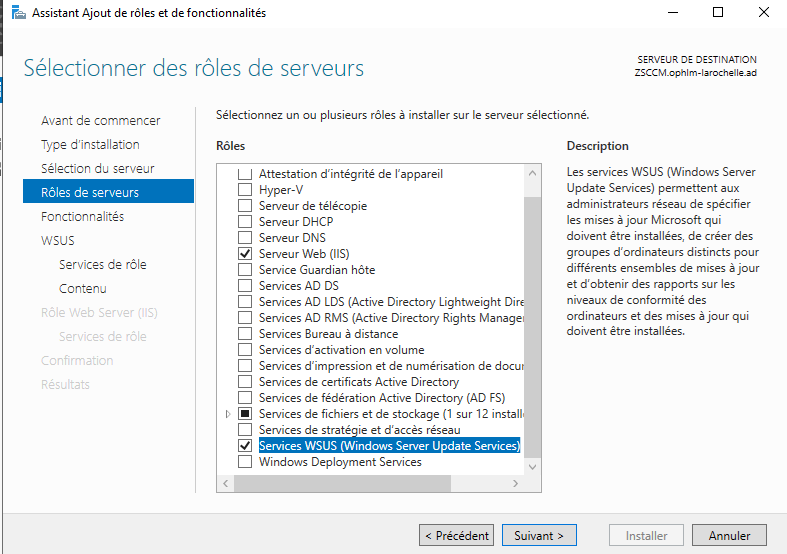 Assistant Ajout de rôles et de fonctionnalités
Sélectionner des rôles de serveurs
SERVEUR DE DESTINATION
ZSCCM.ophlm-larochelle.ad
Avant de commencer
Type d'installation
Sélection du serveur
Rôles de serveurs
Fonctionnalités
WSUS
Services de rôle
Contenu
Rôle Web Server (IIS)
Services de rôle
Confirmation
Résultats
Sélectionnez un ou plusieurs rôles à installer sur le serveur sélectionné.
Rôles
Attestation d'intégrité de l'appareil
Hyper-V
Serveur de télécopie
Serveur DHCP
Serveur DNS
Serveur Web (IIS)
Service Guardian hôte
Services AD DS
Services AD LDS (Active Directory Lightweight Dire
Services AD RMS (Active Directory Rights Manager
Services Bureau à distance
Services d'activation en volume
Services d'impression et de numérisation de docu
Services de certificats Active Directory
Services de fédération Active Directory (AD FS)
Services de fichiers et de stockage (1 sur 12 install
Services de stratégie et d'accès réseau
Services WSUS (Windows Server Update Services)
Windows Deployment Services
Description
Les services WSUS (Windows Server
Update Services) permettent aux
administrateurs réseau de spécifier
les mises à jour Microsoft qui
doivent être installées, de créer des
groupes d'ordinateurs distincts pour
différents ensembles de mises à jour
et d'obtenir des rapports sur les
niveaux de conformité des
ordinateurs et des mises à jour qui
doivent être installées.
< Précédent
Suivant >
Installer
Annuler